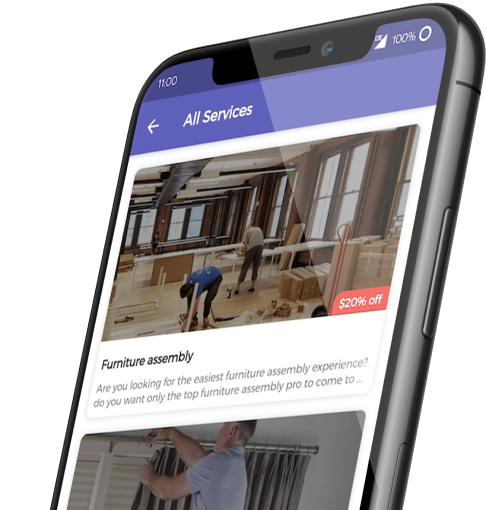 11:00
LTE 100%
All Services
$20% off
Furniture assembly
Are you looking for the easiest furniture assembly experience?
do you want only the top furniture assembly pro to come to ...